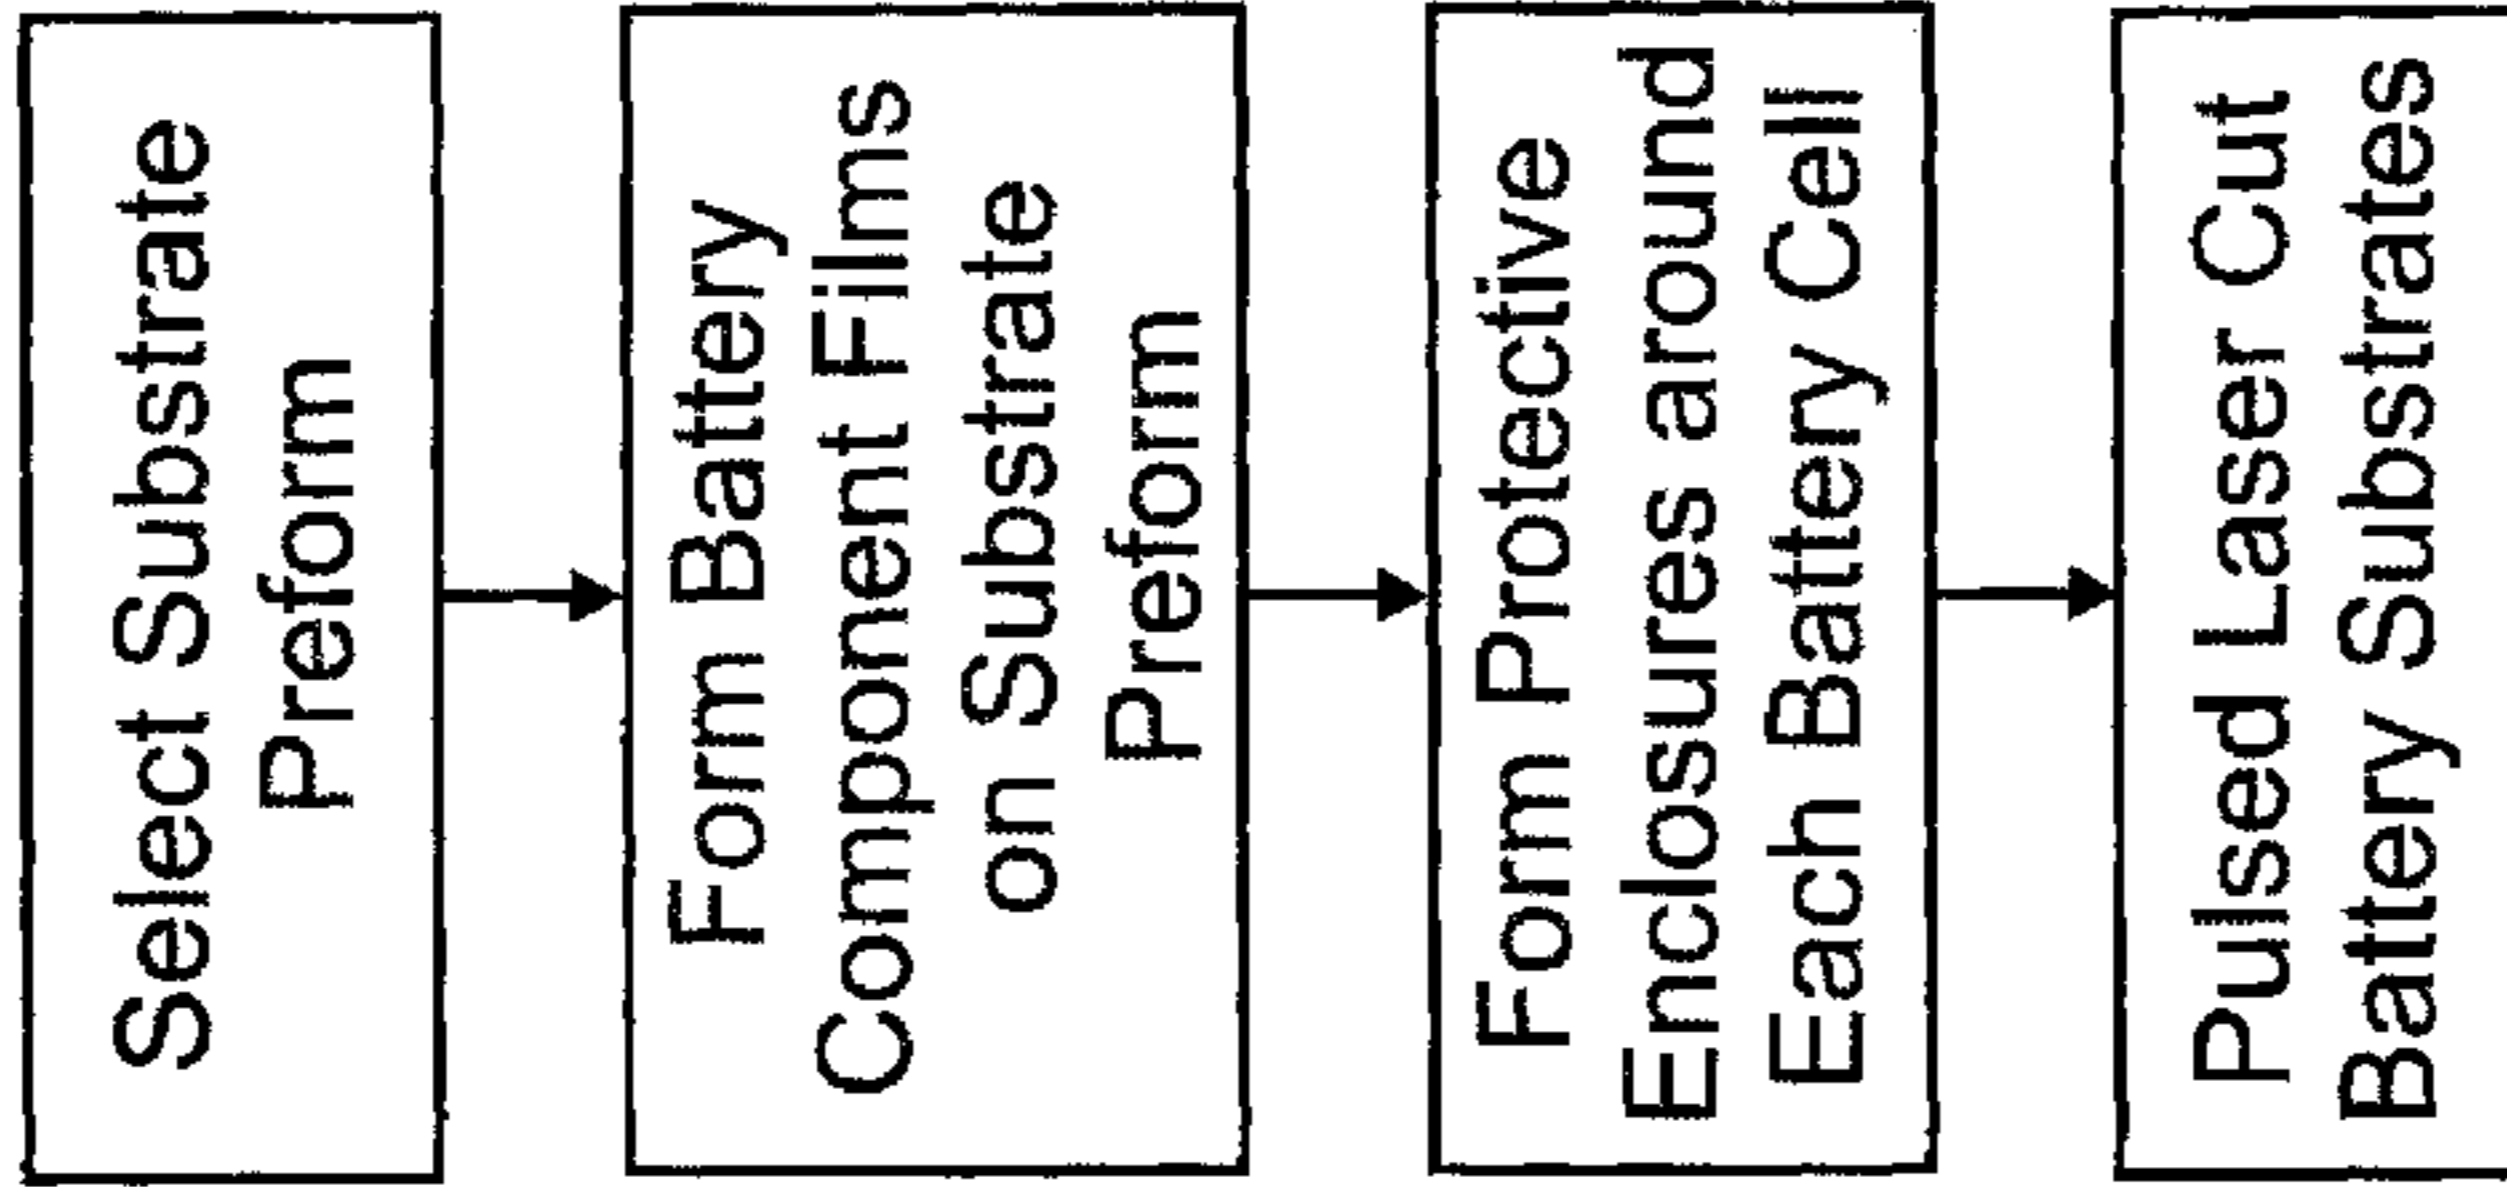 Select Substrate
Preform
Form Battery
Component Films
on Substrate
Preform
Form Protective
Enclosures around
Each Battery Cell
Pulsed Laser Cut
Battery Substrates